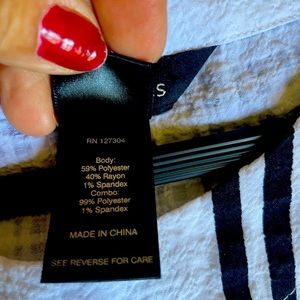 S
RN 127304
Body:
59% Polyester
40% Rayon
1% Spandex
Combo:
99% Polyester
1% Spandex
MADE IN CHINA
SEE REVERSE FOR CARE